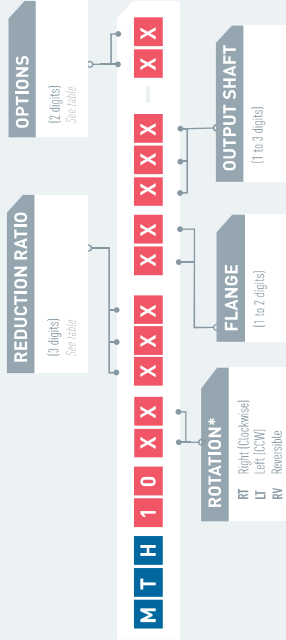 REDUCTION RATIO
(3 digits)
See table
OPTIONS
(2 digits)
See table
M T H 1 0 X X X X X X X X X X – X X
ROTATION*
RT Right (Clockwise)
LT Left (CCW)
RV Reversible
FLANGE
(1 to 2 digits)
OUTPUT SHAFT
(1 to 3 digits)